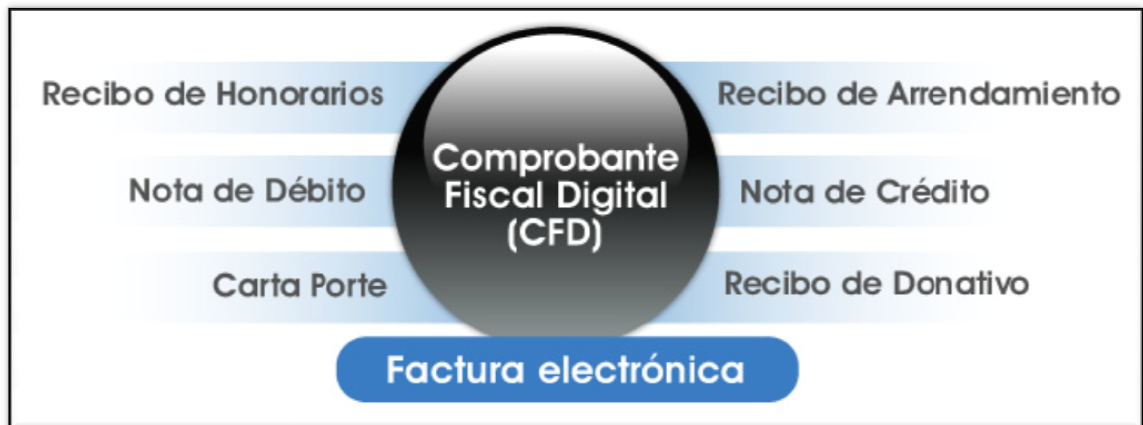 Recibo de Honorarios
Recibo de Arrendamiento
Comprobante
Fiscal Digital
(CFD)
Nota de Débito
Nota de Crédito
Carta Porte
Recibo de Donativo
Factura electrónica